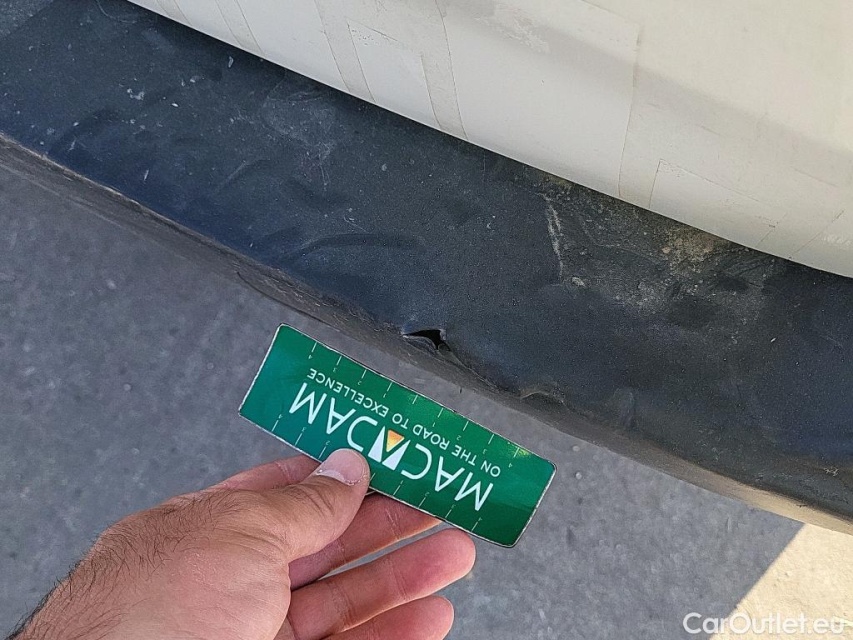 MACADAM
ON THE ROAD TO EXCELLENCE
CarOutlet.eu